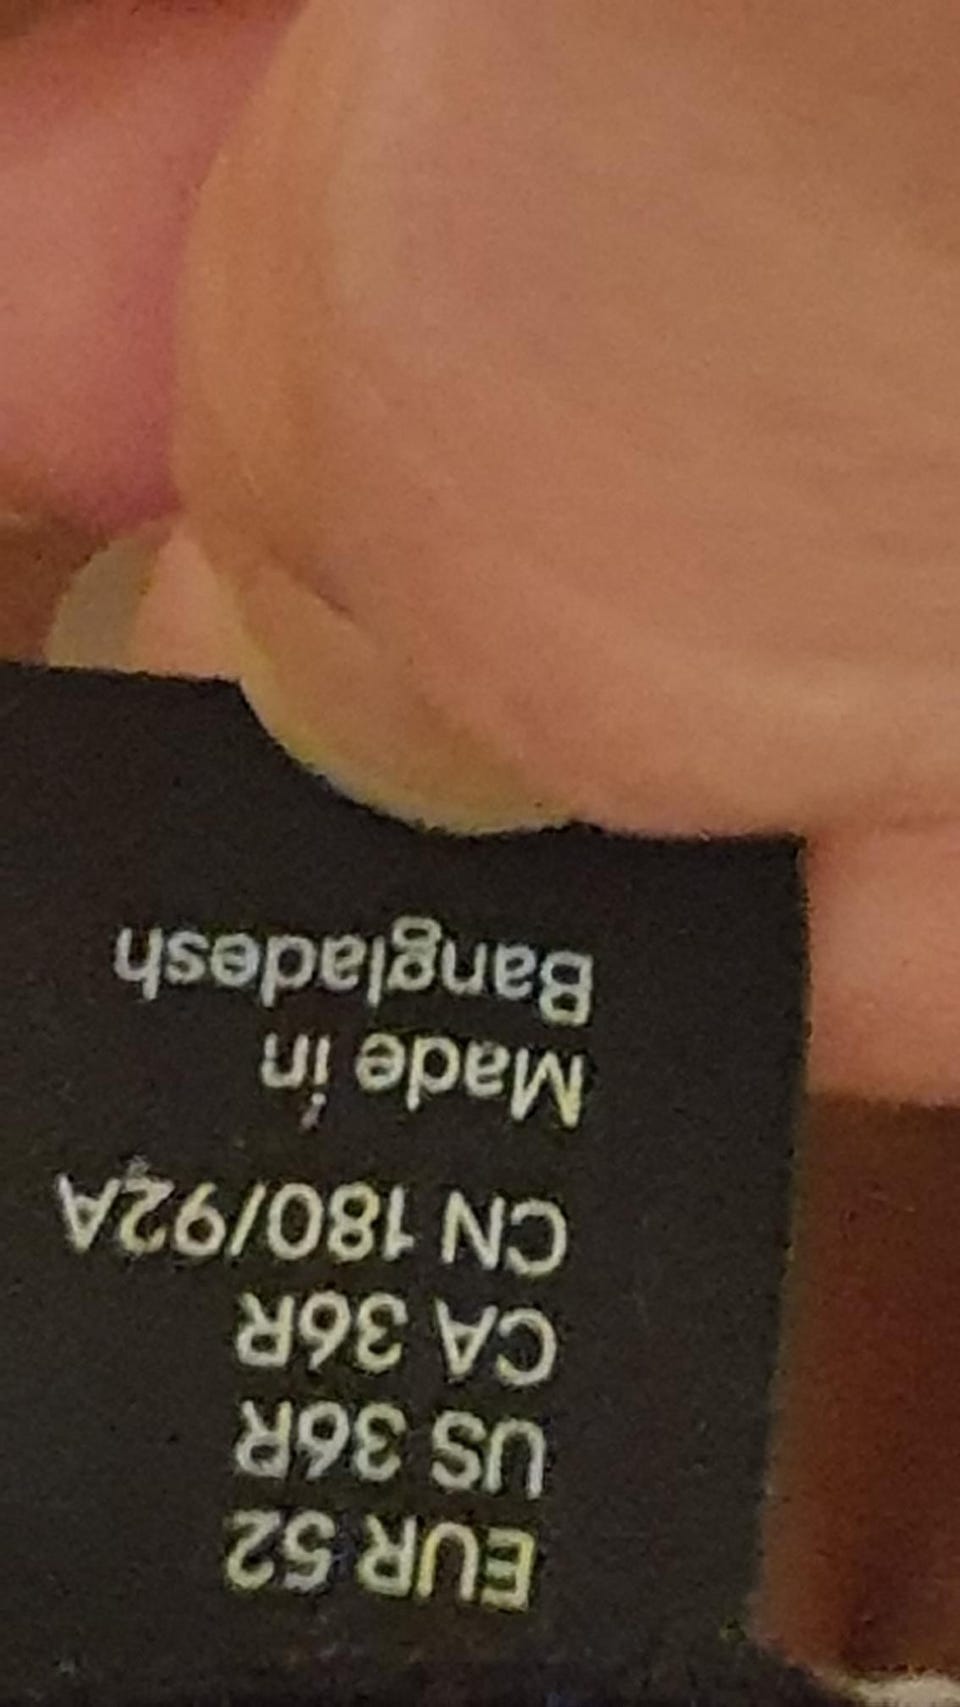 EUR 52
US 36R
CA 36R
CN 180/92A
Made in
Bangladesh